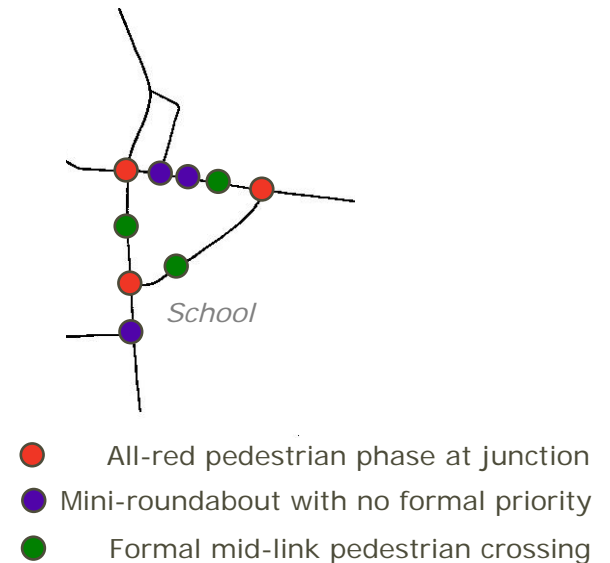 School
All-red pedestrian phase at junction
Mini-roundabout with no formal priority
Formal mid-link pedestrian crossing